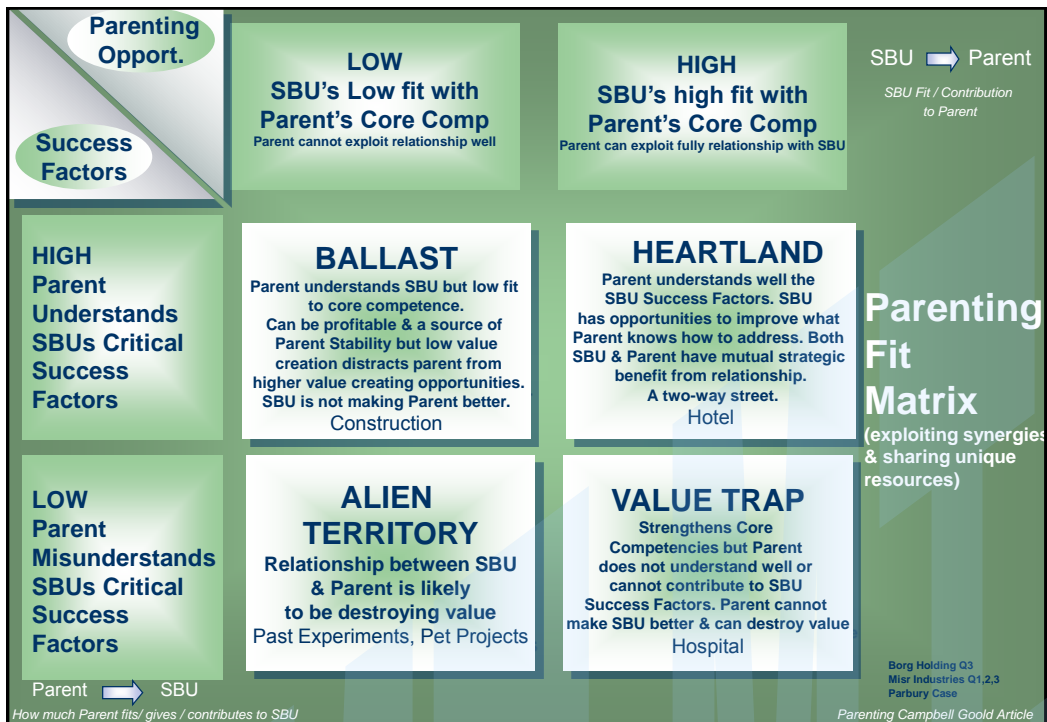 Parenting
Opport.
Success
Factors
LOW
SBU's Low fit with
Parent's Core Comp
Parent cannot exploit relationship well
HIGH
SBU's high fit with
Parent's Core Comp
Parent can exploit fully relationship with SBU
SBU Parent
SBU Fit / Contribution
to Parent
HIGH
Parent
Understands
SBUs Critical
Success
Factors
BALLAST
Parent understands SBU but low fit
to core competence.
Can be profitable & a source of
Parent Stability but low value
creation distracts parent from
higher value creating opportunities.
SBU is not making Parent better.
Construction
HEARTLAND
Parent understands well the
SBU Success Factors. SBU
has opportunities to improve what
Parent knows how to address. Both
SBU & Parent have mutual strategic
benefit from relationship.
A two-way street.
Hotel
Parenting
Fit
Matrix
(exploiting synergies
& sharing unique
resources)
LOW
Parent
Misunderstands
SBUs Critical
Success
Factors
ALIEN
TERRITORY
Relationship between SBU
& Parent is likely
to be destroying value
Past Experiments, Pet Projects
VALUE TRAP
Strengthens Core
Competencies but Parent
does not understand well or
cannot contribute to SBU
Success Factors. Parent cannot
make SBU better & can destroy value
Hospital
Borg Holding Q3
Misr Industries Q1,2,3
Parbury Case
Parent SBU
How much Parent fits/ gives / contributes to SBU
Parenting Campbell Goold Article